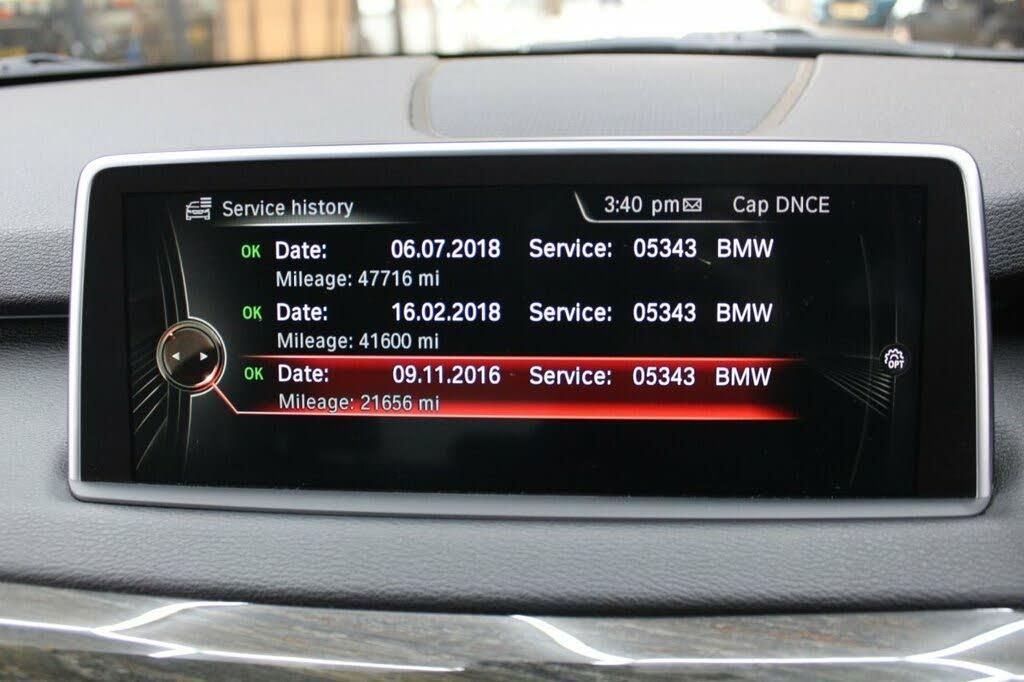 Service history 3:40 pm Cap DNCE
OK Date: 06.07.2018 Service: 05343 BMW
Mileage: 47716 mi
OK Date: 16.02.2018 Service: 05343 BMW
Mileage: 41600 mi
OK Date: 09.11.2016 Service: 05343 BMW
Mileage: 21656 mi
OPT